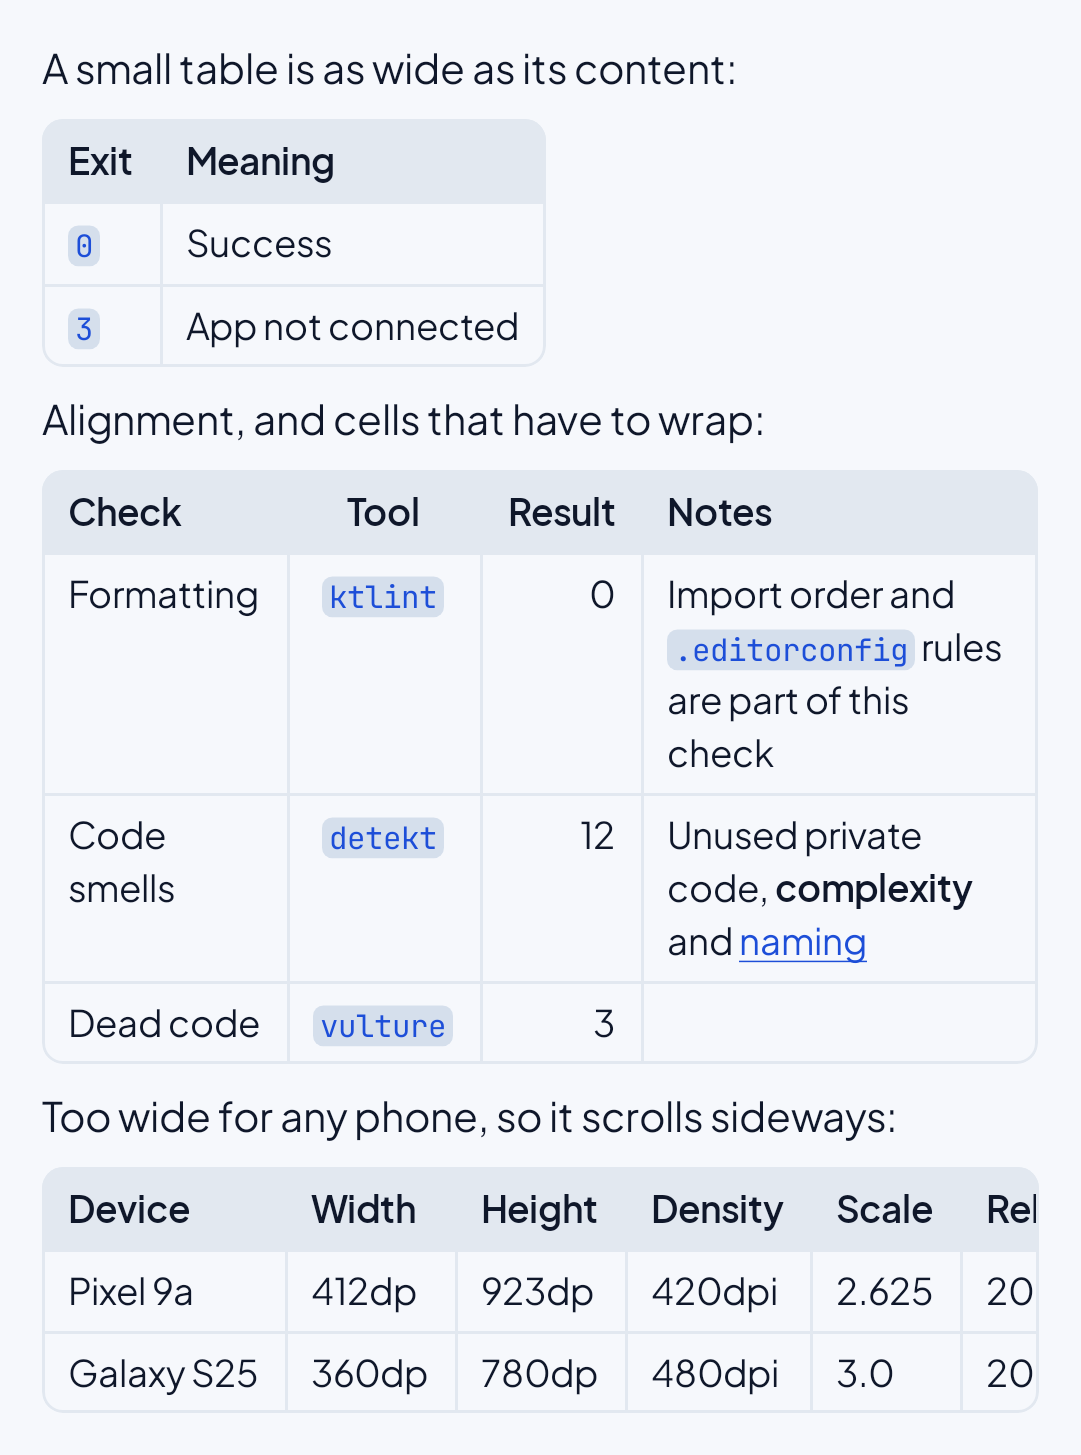 A small table is as wide as its content:
Exit Meaning
0 Success
3 App not connected
Alignment, and cells that have to wrap:
Check Tool Result Notes
Formatting ktlint 0 Import order and
.editorconfig rules
are part of this
check
Code detekt 12 Unused private
smells code, complexity
and naming
Dead code vulture 3
Too wide for any phone, so it scrolls sideways:
Device Width Height Density Scale
Pixel 9a 412dp 923dp 420dpi 2.625 20
Galaxy S25 360dp 780dp 480dpi 3.0 20